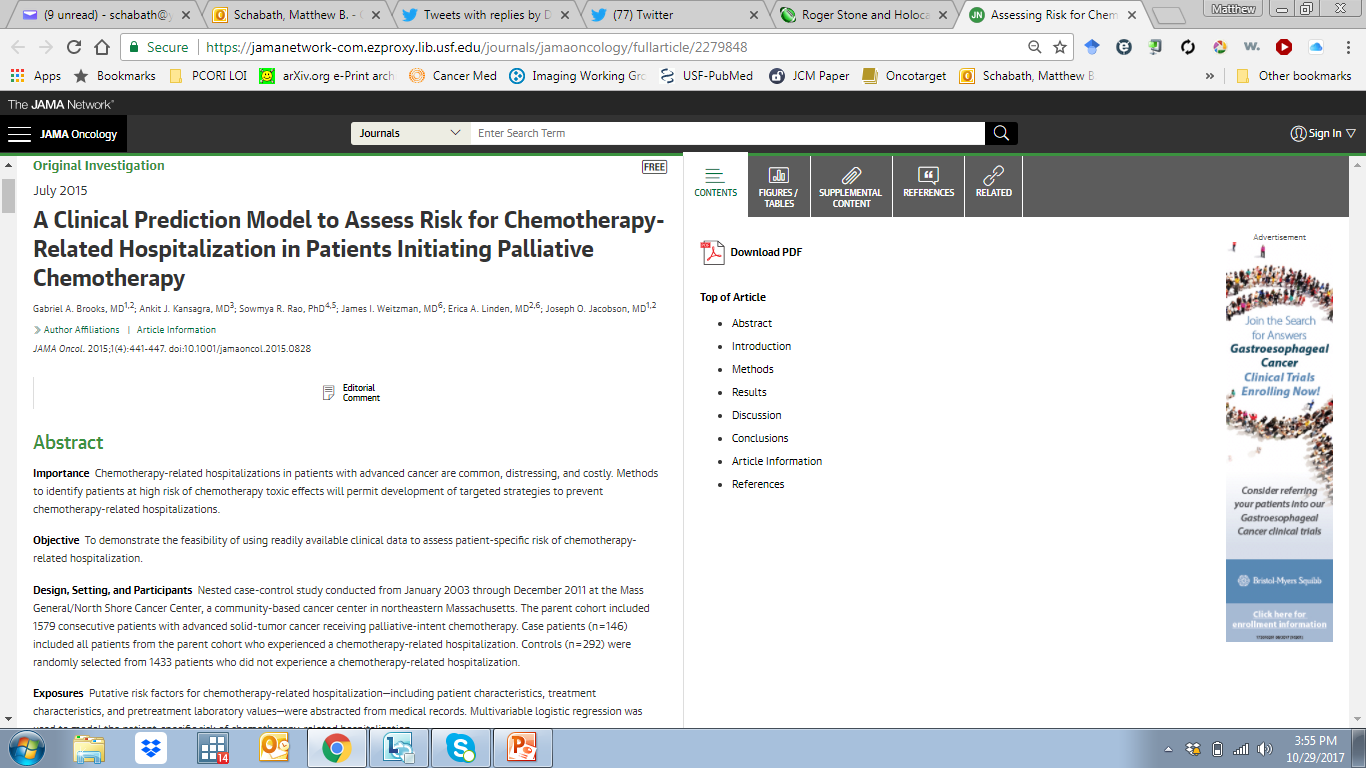 (9 unread) - schabath@y
Schabath, Matthew B. - O
Tweets with replies by D
(77) Twitter
Roger Stone and Holoca
JN Assessing Risk for Chem
Matthew
Secure
https://jamanetwork-com.ezproxy.lib.usf.edu/journals/jamaoncology/fullarticle/2279848
Apps
Bookmarks
PCORI LOI
arXiv.org e-Print arch
Cancer Med
Imaging Working Gro
USF-PubMed
JCM Paper
Oncotarget
Schabath, Matthew B
»
Other bookmarks
The JAMA Network
JAMA Oncology
Journals
Enter Search Term
Sign In
Original Investigation
FREE
July 2015
A Clinical Prediction Model to Assess Risk for Chemotherapy-
Related Hospitalization in Patients Initiating Palliative
Chemotherapy
Gabriel A. Brooks, MD1,2; Ankit J. Kansagra, MD3; Sowmya R. Rao, PhD4,5; James I. Weitzman, MD6; Erica A. Linden, MD2,6; Joseph O. Jacobson, MD1,2
Author Affiliations | Article Information
JAMA Oncol. 2015;1(4):441-447. doi:10.1001/jamaoncol.2015.0828
Editorial
Comment
Abstract
Importance Chemotherapy-related hospitalizations in patients with advanced cancer are common, distressing, and costly. Methods
to identify patients at high risk of chemotherapy toxic effects will permit development of targeted strategies to prevent
chemotherapy-related hospitalizations.
Objective To demonstrate the feasibility of using readily available clinical data to assess patient-specific risk of chemotherapy-
related hospitalization.
Design, Setting, and Participants Nested case-control study conducted from January 2003 through December 2011 at the Mass
General/North Shore Cancer Center, a community-based cancer center in northeastern Massachusetts. The parent cohort included
1579 consecutive patients with advanced solid-tumor cancer receiving palliative-intent chemotherapy. Case patients (n = 146)
included all patients from the parent cohort who experienced a chemotherapy-related hospitalization. Controls (n = 292) were
randomly selected from 1433 patients who did not experience a chemotherapy-related hospitalization.
Exposures Putative risk factors for chemotherapy-related hospitalization—including patient characteristics, treatment
characteristics, and pretreatment laboratory values—were abstracted from medical records. Multivariable logistic regression was
used to model the patient-specific risk of chemotherapy-related hospitalization.
CONTENTS
FIGURES /
TABLES
SUPPLEMENTAL
CONTENT
REFERENCES
RELATED
Download PDF
Top of Article
Abstract
Introduction
Methods
Results
Discussion
Conclusions
Article Information
References
Advertisement
Join the Search
for Answers
Gastroesophageal
Cancer
Clinical Trials
Enrolling Now!
Consider referring
your patients into our
Gastroesophageal
Cancer clinical trials
Bristol-Myers Squibb
Click here for
enrollment information
14
3:55 PM
10/29/2017